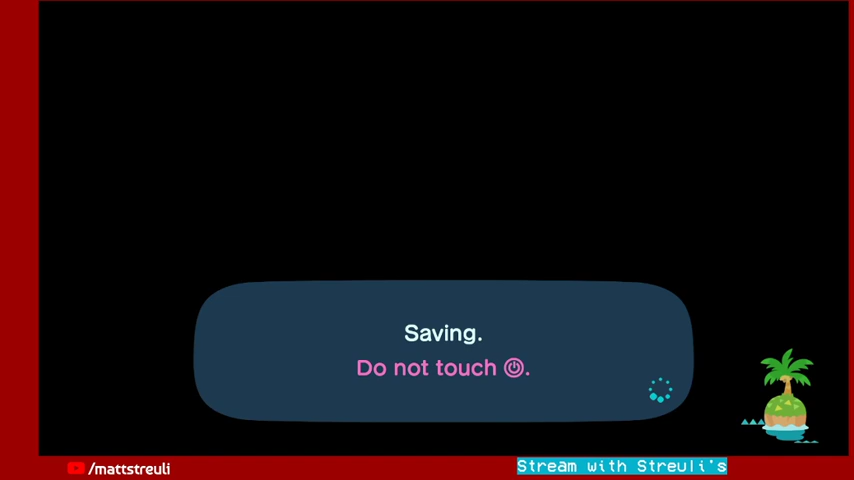 Saving.
Do not touch ⏻.
/mattstreuli
Stream with Streuli's